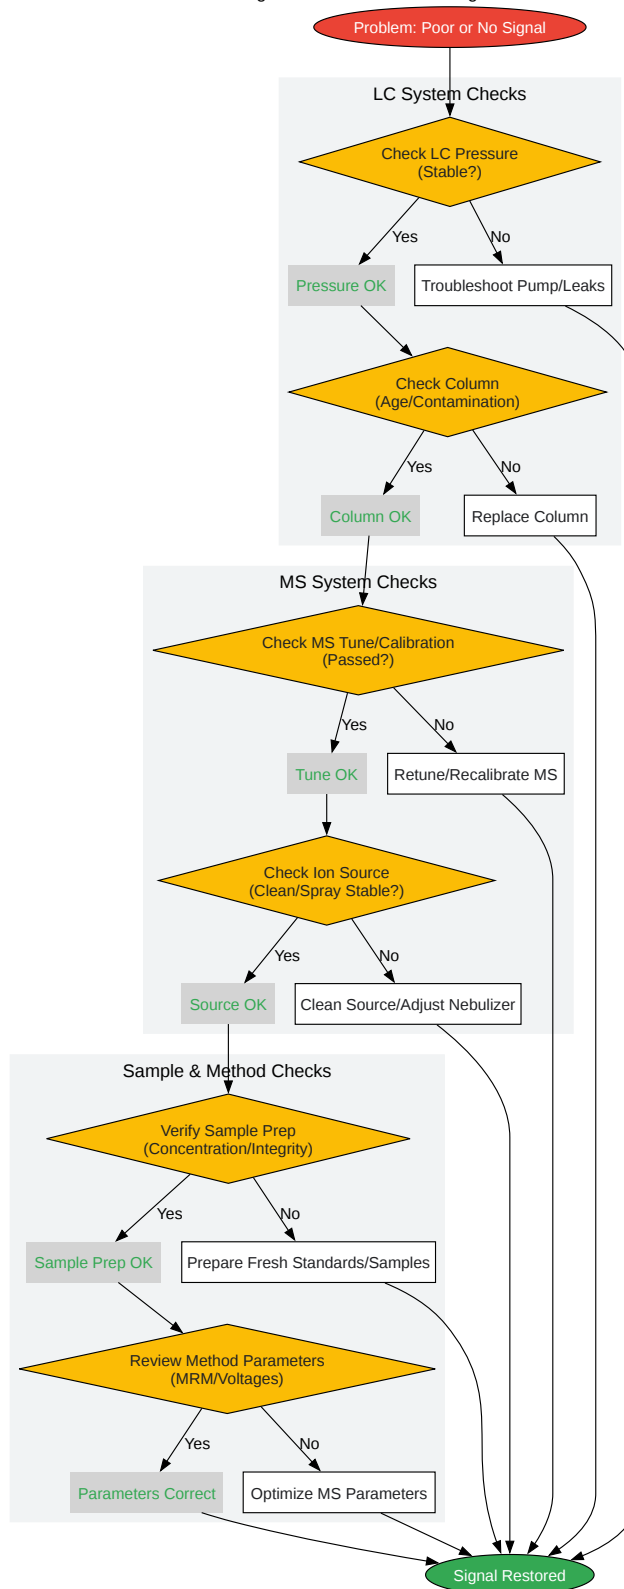 Problem: Poor or No Signal
LC System Checks
Check LC Pressure
(Stable?)
Yes
No
Pressure OK
Troubleshoot Pump/Leaks
Check Column
(Age/Contamination)
Yes
No
Column OK
Replace Column
MS System Checks
Check MS Tune/Calibration
(Passed?)
Yes
No
Tune OK
Retune/Recalibrate MS
Check Ion Source
(Clean/Spray Stable?)
Yes
No
Source OK
Clean Source/Adjust Nebulizer
Sample & Method Checks
Verify Sample Prep
(Concentration/Integrity)
Yes
No
Sample Prep OK
Prepare Fresh Standards/Samples
Review Method Parameters
(MRM/Voltages)
Yes
No
Parameters Correct
Optimize MS Parameters
Signal Restored